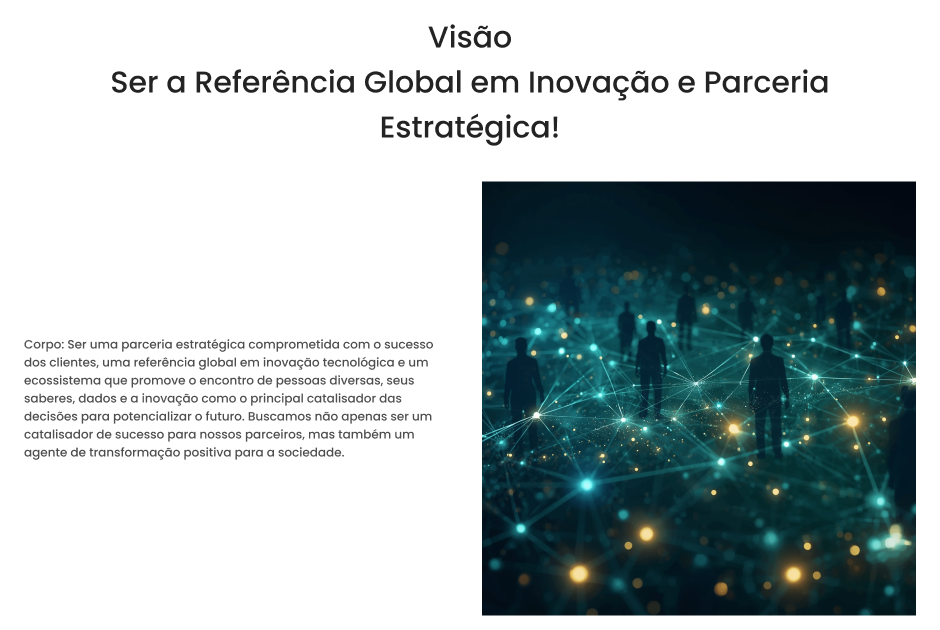 Visão
Ser a Referência Global em Inovação e Parceria
Estratégica!
Corpo: Ser uma parceria estratégica comprometida com o sucesso
dos clientes, uma referência global em inovação tecnológica e um
ecossistema que promove o encontro de pessoas diversas, seus
saberes, dados e a inovação como o principal catalisador das
decisões para potencializar o futuro. Buscamos não apenas ser um
catalisador de sucesso para nossos parceiros, mas também um
agente de transformação positiva para a sociedade.